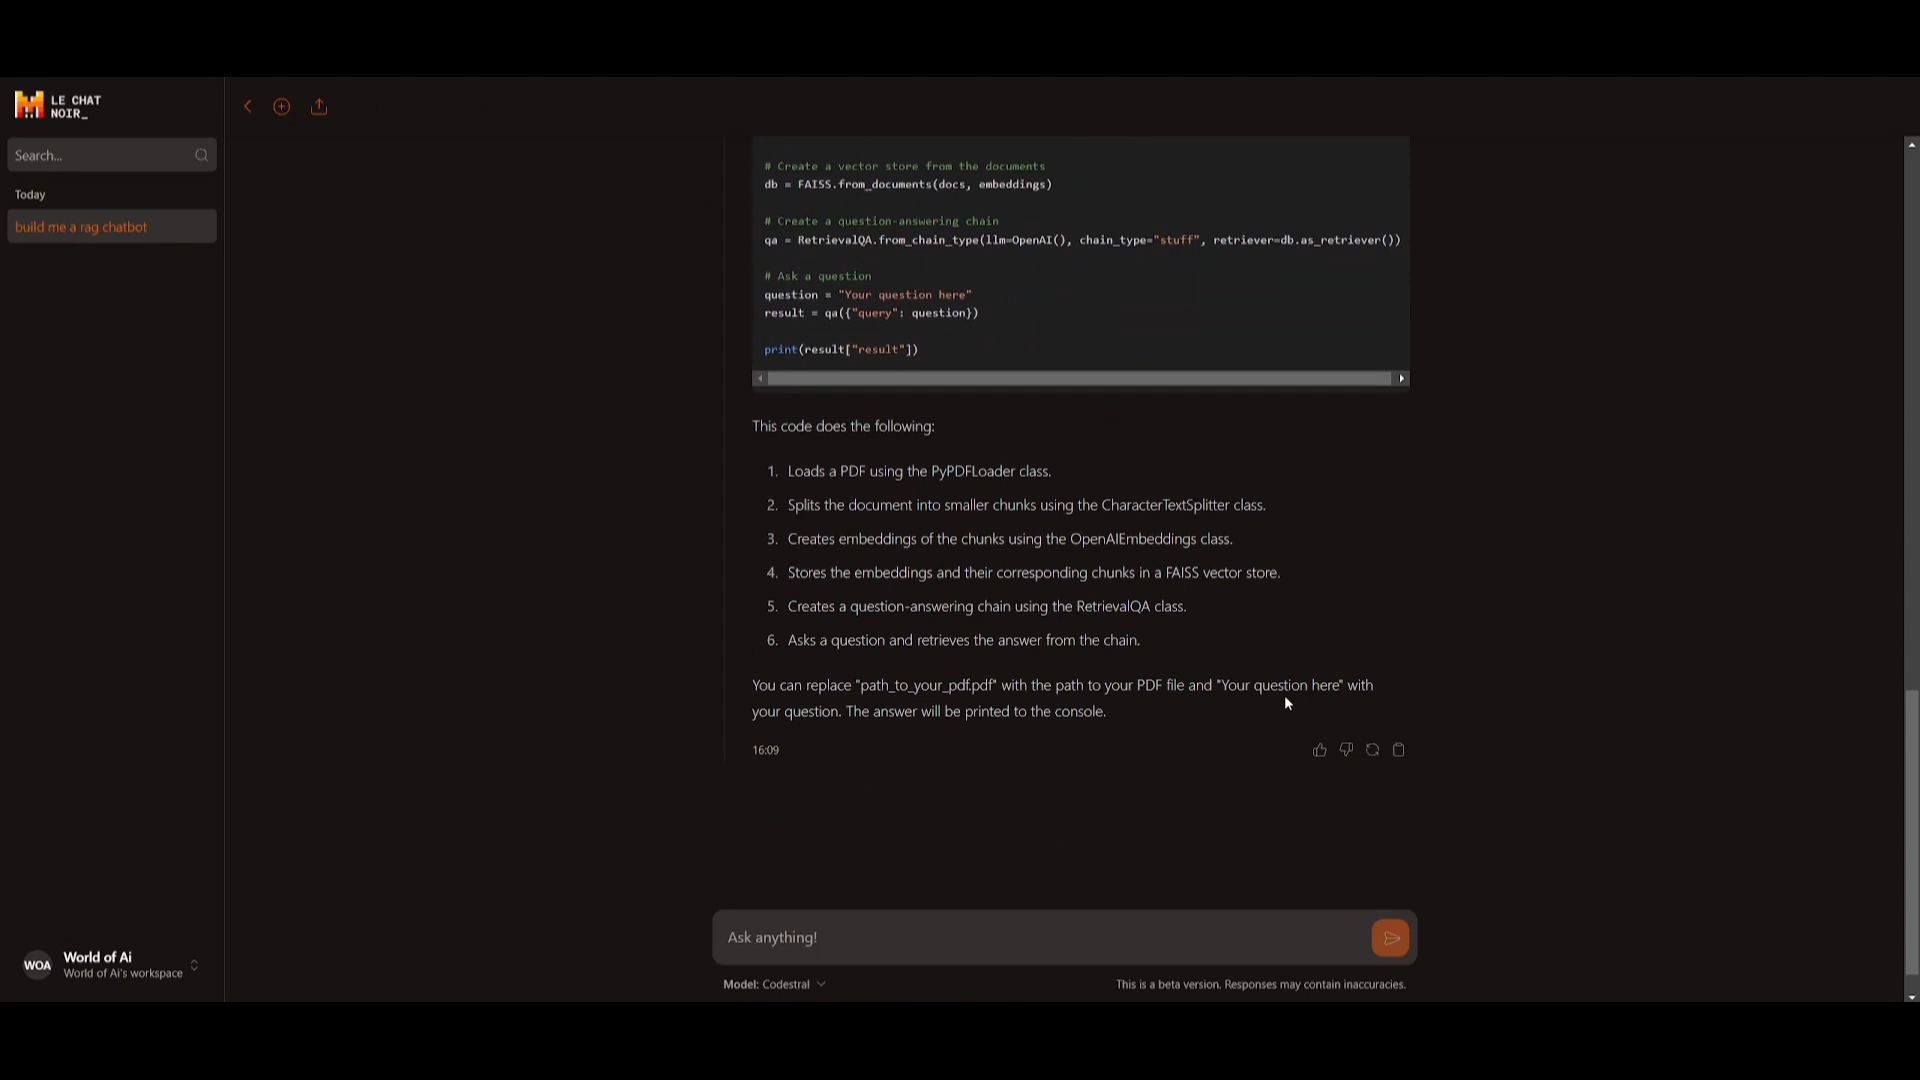 LE CHAT
NOIR_
Search...
Today
build me a rag chatbot
# Create a vector store from the documents
db = FAISS.from_documents(docs, embeddings)
# Create a question-answering chain
qa = RetrievalQA.from_chain_type(llm=OpenAI(), chain_type="stuff", retriever=db.as_retriever())
# Ask a question
question = "Your question here"
result = qa({"query": question})
print(result["result"])
This code does the following:
1. Loads a PDF using the PyPDFLoader class.
2. Splits the document into smaller chunks using the CharacterTextSplitter class.
3. Creates embeddings of the chunks using the OpenAIEmbeddings class.
4. Stores the embeddings and their corresponding chunks in a FAISS vector store.
5. Creates a question-answering chain using the RetrievalQA class.
6. Asks a question and retrieves the answer from the chain.
You can replace "path_to_your_pdf.pdf" with the path to your PDF file and "Your question here" with
your question. The answer will be printed to the console.
16:09
Ask anything!
Model: Codestral
This is a beta version. Responses may contain inaccuracies.
WOA
World of Ai
World of Ai's workspace